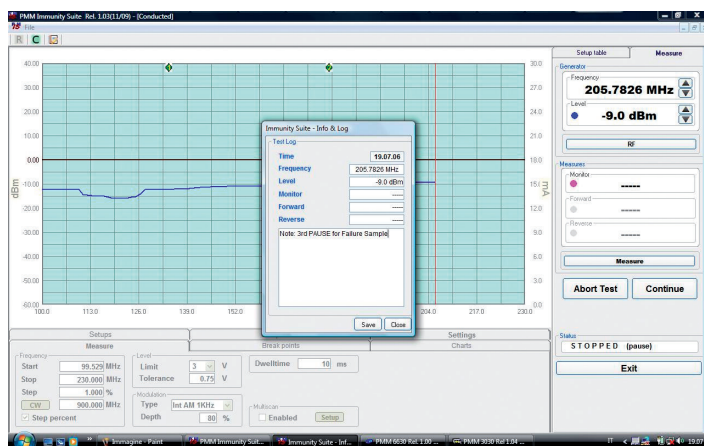 PMM Immunity Suite Rel. 1.03(11/09) - [Conducted]
File
R C
Setup table Measure
Generator
Frequency
205.7826 MHz
Level
-9.0 dBm
RF
Measures
Monitor
-----
Forward
-----
Reverse
-----
Measure
Abort Test Continue
Status
STOPPED (pause)
Exit
40.00 30.0
30.00 27.0
20.00 24.0
10.00 21.0
0.00 18.0
-10.00
-20.00 12.0
-30.00 9.0
-40.00 6.0
-50.00 3.0
-60.00 0.0
dBm
100.0 113.0 126.0 139.0 152.0 204.0 217.0 230.0
Immunity Suite - Info & Log
Test Log
Time 19.07.06
Frequency 205.7826 MHz
Level -9.0 dBm
Monitor -----
Forward -----
Reverse -----
Note: 3rd PAUSE for Failure Sample
Save Close
Setups Settings
Measure Break points Charts
Frequency
Start 99.529 MHz
Stop 230.000 MHz
Step 1.000 %
CW 900.000 MHz
Step percent
Level
Limit 3 V
Tolerance 0.75 V
Modulation
Type Int AM 1KHz
Depth 80 %
Dwelltime 10 ms
Multiscan
Enabled Setup
Immagine - Paint PMM Immunity Suit... Immunity Suite - Inf... PMM 6630 Rel. 1.00 ... PMM 3030 Rel 1.04 ... IT 19.07